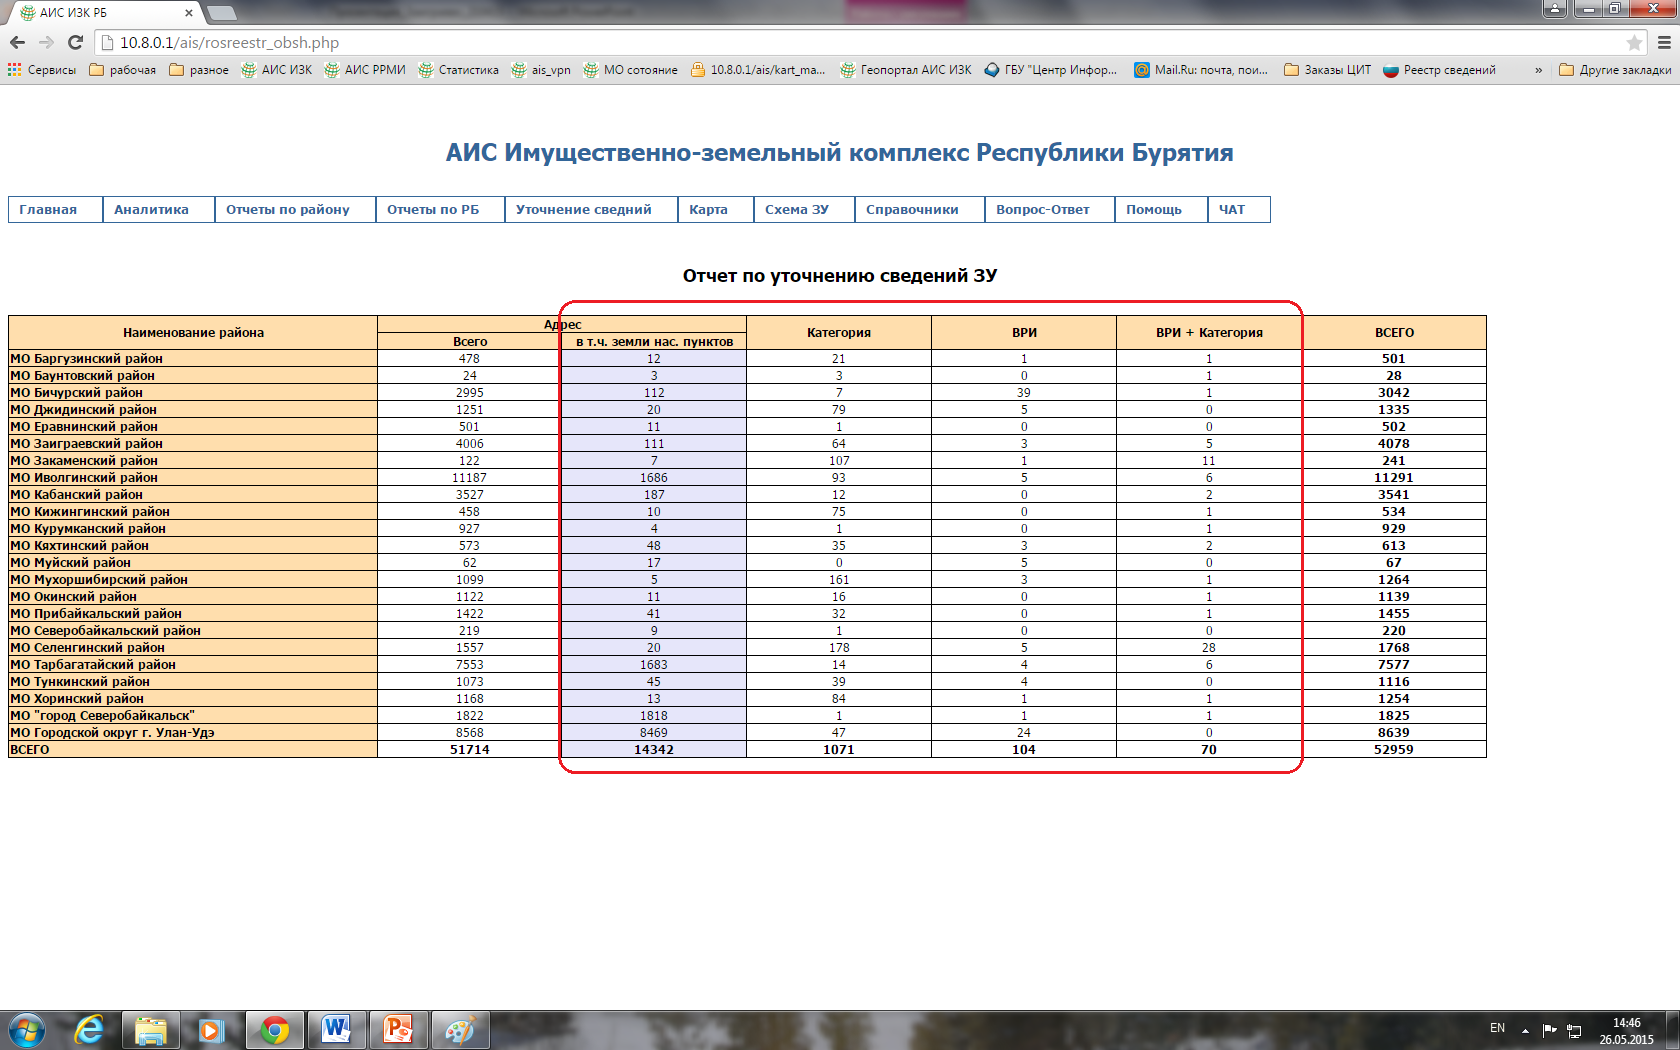 АИС ИЗК РБ
10.8.0.1/ais/rosreestr_obsh.php
Сервисы рабочая разное АИС ИЗК АИС РРМИ Статистика ais_vpn МО сотояние 10.8.0.1/ais/kart_ma... Геопортал АИС ИЗК ГБУ "Центр Инфор... Mail.Ru: почта, пои... Заказы ЦИТ Реестр сведений » Другие закладки
АИС Имущественно-земельный комплекс Республики Бурятия
Главная Аналитика Отчеты по району Отчеты по РБ Уточнение сведний Карта Схема ЗУ Справочники Вопрос-Ответ Помощь ЧАТ
Отчет по уточнению сведений ЗУ
Наименование района Адрес Категория ВРИ ВРИ + Категория ВСЕГО
Всего в т.ч. земли нас. пунктов
МО Баргузинский район 478 12 21 1 1 501
МО Баунтовский район 24 3 3 0 1 28
МО Бичурский район 2995 112 7 39 1 3042
МО Джидинский район 1251 20 79 5 0 1335
МО Еравнинский район 501 11 1 0 0 502
МО Заиграевский район 4006 111 64 3 5 4078
МО Закаменский район 122 7 107 1 11 241
МО Иволгинский район 11187 1686 93 5 6 11291
МО Кабанский район 3527 187 12 0 2 3541
МО Кижингинский район 458 10 75 0 1 534
МО Курумканский район 927 4 1 0 1 929
МО Кяхтинский район 573 48 35 3 2 613
МО Муйский район 62 17 0 5 0 67
МО Мухоршибирский район 1099 5 161 3 1 1264
МО Окинский район 1122 11 16 0 1 1139
МО Прибайкальский район 1422 41 32 0 1 1455
МО Северобайкальский район 219 9 1 0 0 220
МО Селенгинский район 1557 20 178 5 28 1768
МО Тарбагатайский район 7553 1683 14 4 6 7577
МО Тункинский район 1073 45 39 4 0 1116
МО Хоринский район 1168 13 84 1 1 1254
МО "город Северобайкальск" 1822 1818 1 1 1 1825
МО Городской округ г. Улан-Удэ 8568 8469 47 24 0 8639
ВСЕГО 51714 14342 1071 104 70 52959
EN 14:46
26.05.2015